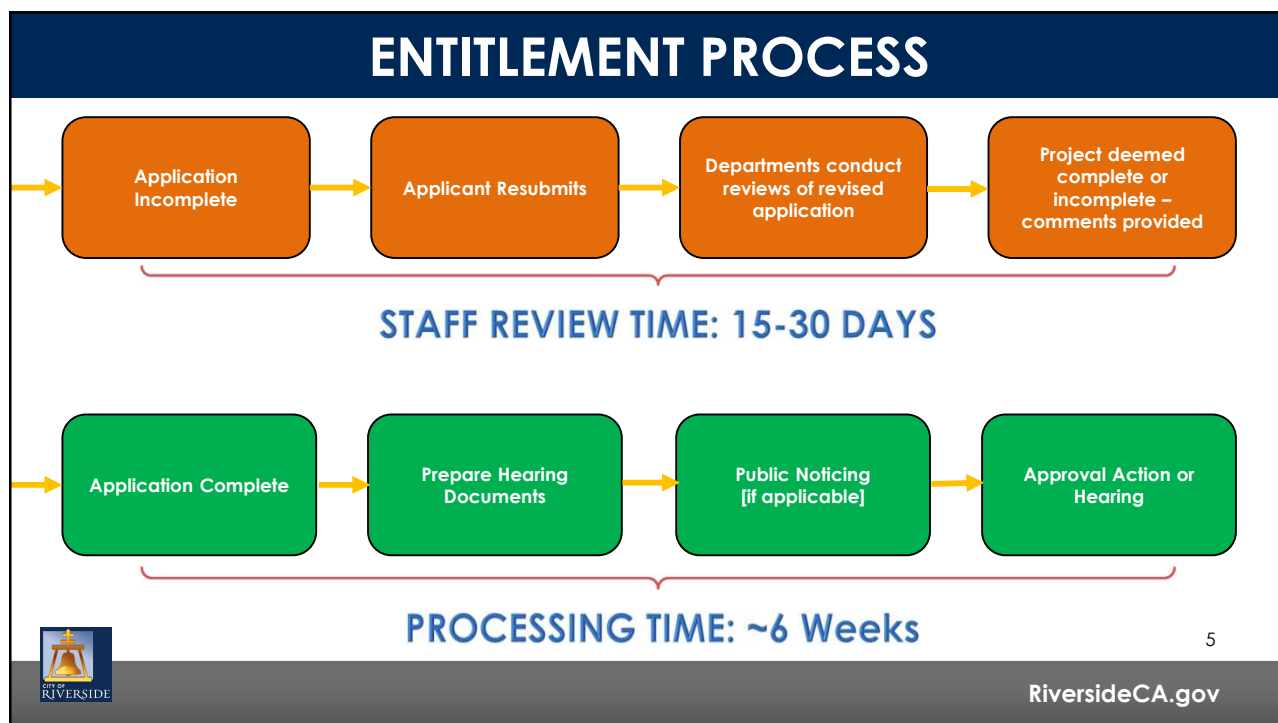 ENTITLEMENT PROCESS
Application
Incomplete
Applicant Resubmits
Departments conduct
reviews of revised
application
Project deemed
complete or
incomplete –
comments provided
STAFF REVIEW TIME: 15-30 DAYS
Application Complete
Prepare Hearing
Documents
Public Noticing
[if applicable]
Approval Action or
Hearing
PROCESSING TIME: ~6 Weeks
5
CITY OF
RIVERSIDE
RiversideCA.gov